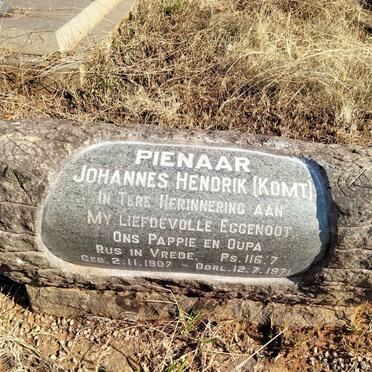 PIENAAR
JOHANNES HENDRIK (KOMT)
IN TERE HERINNERING AAN
MY LIEFDEVOLLE EGGENOOT,
ONS PAPPIE EN OUPA
RUS IN VREDE. PS.116.7
GEB. 2.11.1907 - OORL. 12.7.1971